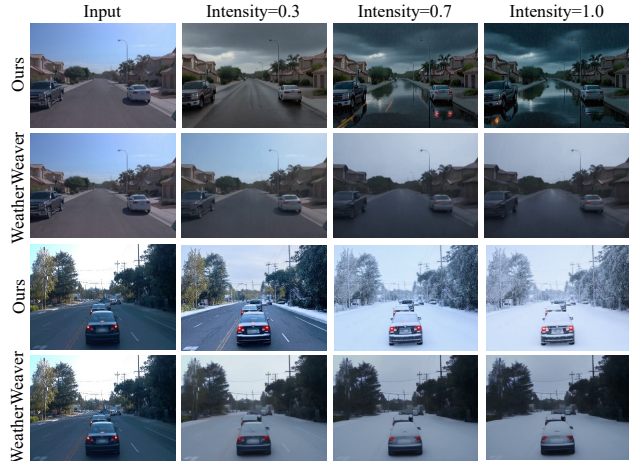 Input Intensity=0.3 Intensity=0.7 Intensity=1.0
Ours
WeatherWeaver
Ours
WeatherWeaver